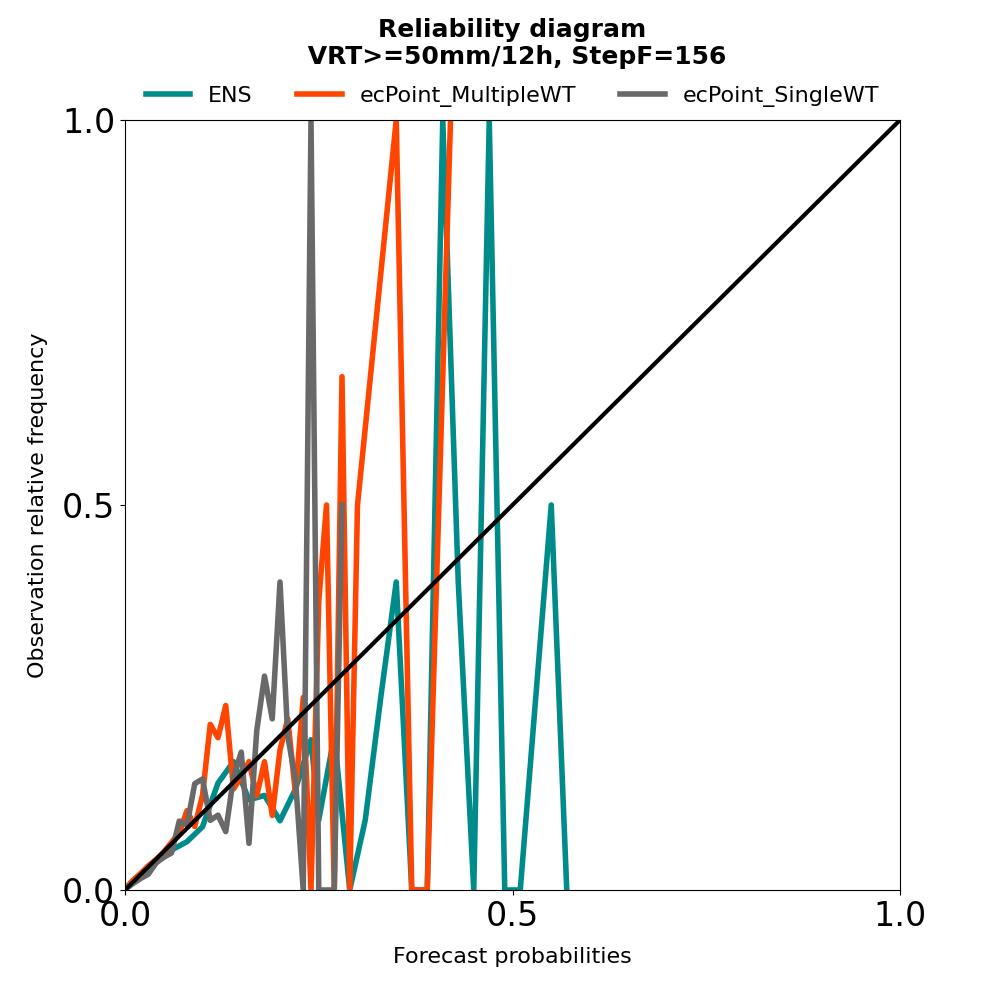 Reliability diagram
VRT>=50mm/12h, StepF=156
ENS ecPoint_MultipleWT ecPoint_SingleWT
1.0
0.5
0.0
Observation relative frequency
0.0 0.5 1.0
Forecast probabilities